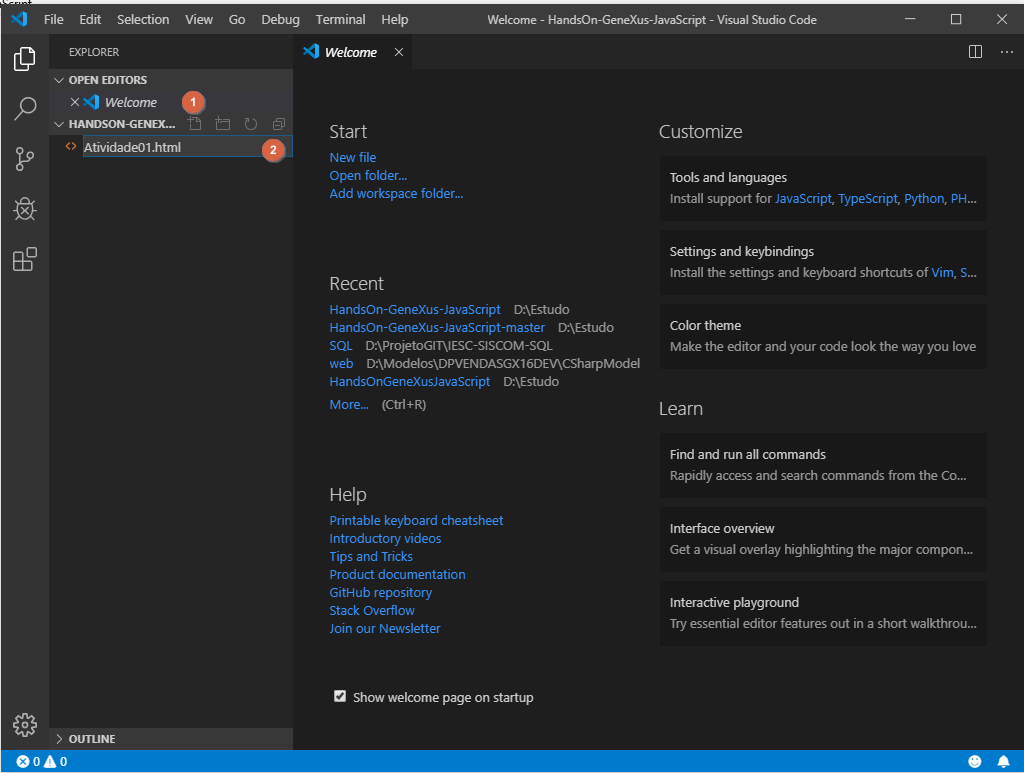 File Edit Selection View Go Debug Terminal Help Welcome - HandsOn-GeneXus-JavaScript - Visual Studio Code
EXPLORER
OPEN EDITORS
Welcome
1
HANDSON-GENEX...
Atividade01.html
2
OUTLINE
Welcome
Start
New file
Open folder...
Add workspace folder...
Recent
HandsOn-GeneXus-JavaScript D:\Estudo
HandsOn-GeneXus-JavaScript-master D:\Estudo
SQL D:\ProjetoGIT\IESC-SISCOM-SQL
web D:\Modelos\DPVENDASGX16DEV\CSharpModel
HandsOnGeneXusJavaScript D:\Estudo
More... (Ctrl+R)
Help
Printable keyboard cheatsheet
Introductory videos
Tips and Tricks
Product documentation
GitHub repository
Stack Overflow
Join our Newsletter
Show welcome page on startup
Customize
Tools and languages
Install support for JavaScript, TypeScript, Python, PH...
Settings and keybindings
Install the settings and keyboard shortcuts of Vim, S...
Color theme
Make the editor and your code look the way you love
Learn
Find and run all commands
Rapidly access and search commands from the Co...
Interface overview
Get a visual overlay highlighting the major compon...
Interactive playground
Try essential editor features out in a short walkthrou...
0 0